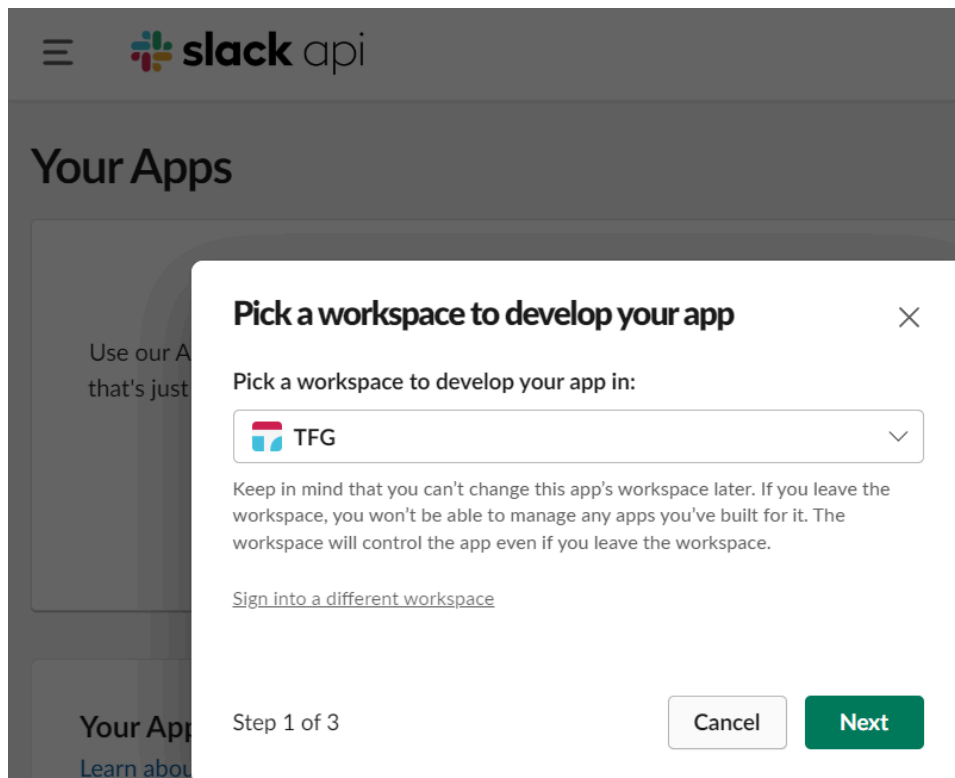 slack api
Your Apps
Use our A
that's just
Pick a workspace to develop your app
Pick a workspace to develop your app in:
TFG
Keep in mind that you can’t change this app’s workspace later. If you leave the
workspace, you won’t be able to manage any apps you’ve built for it. The
workspace will control the app even if you leave the workspace.
Sign into a different workspace
Step 1 of 3
Cancel
Next
Your App
Learn abou